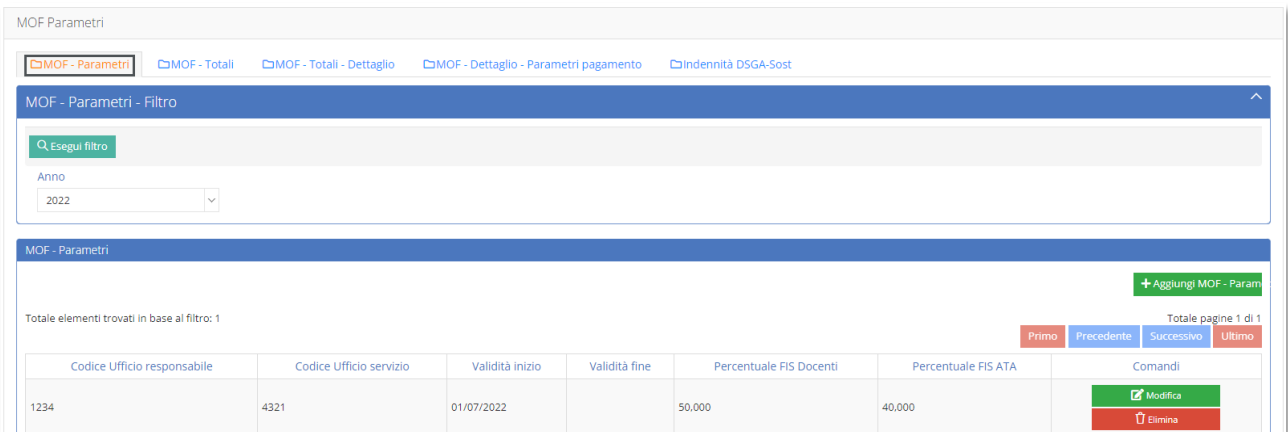 MOF Parametri
MOF - Parametri MOF - Totali MOF - Totali - Dettaglio MOF - Dettaglio - Parametri pagamento Indennità DSGA-Sost
MOF - Parametri - Filtro
Esegui filtro
Anno
2022
MOF - Parametri
+ Aggiungi MOF - Param
Totale elementi trovati in base al filtro: 1 Totale pagine 1 di 1
Primo Precedente Successivo Ultimo
Codice Ufficio responsabile Codice Ufficio servizio Validità inizio Validità fine Percentuale FIS Docenti Percentuale FIS ATA Comandi
1234 4321 01/07/2022 50,000 40,000 Modifica
Elimina